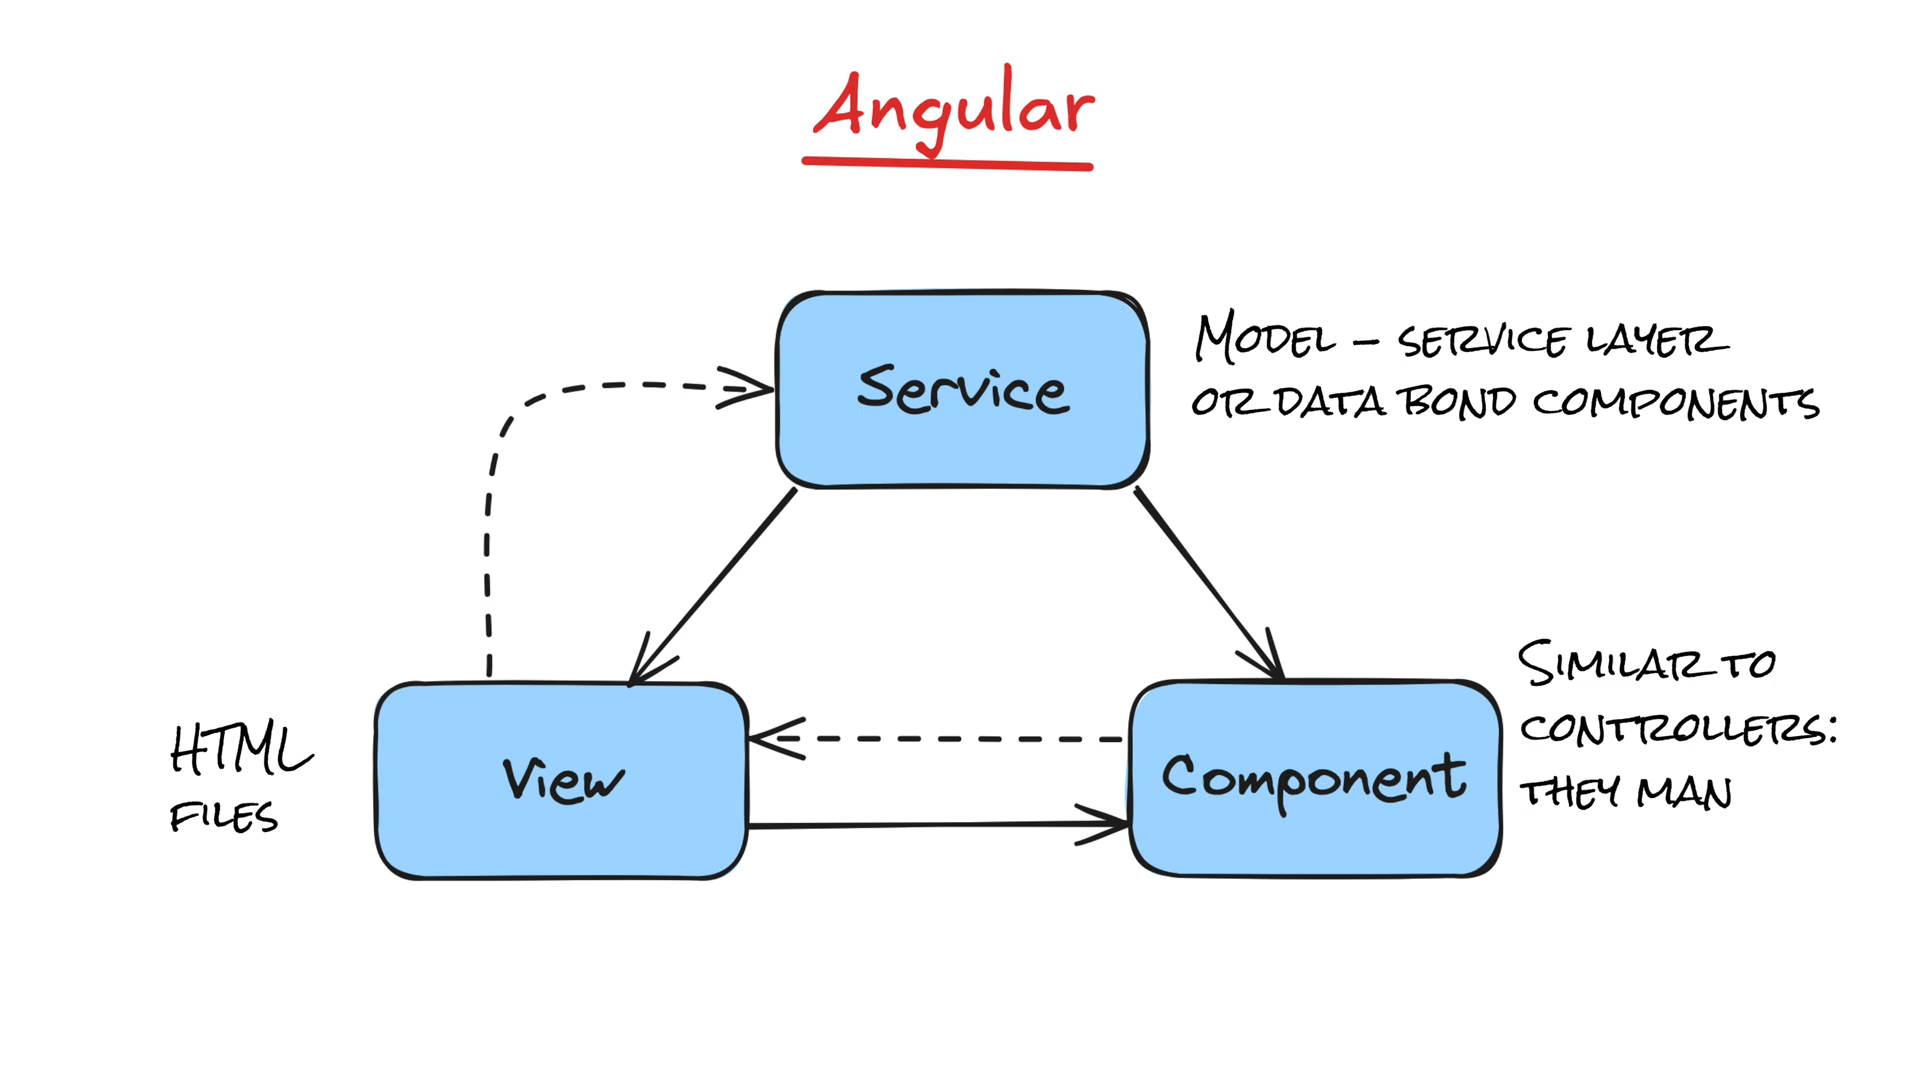 Angular
Service
Model - service layer
or data bond components
View
HTML
files
Component
Similar to
controllers:
they man